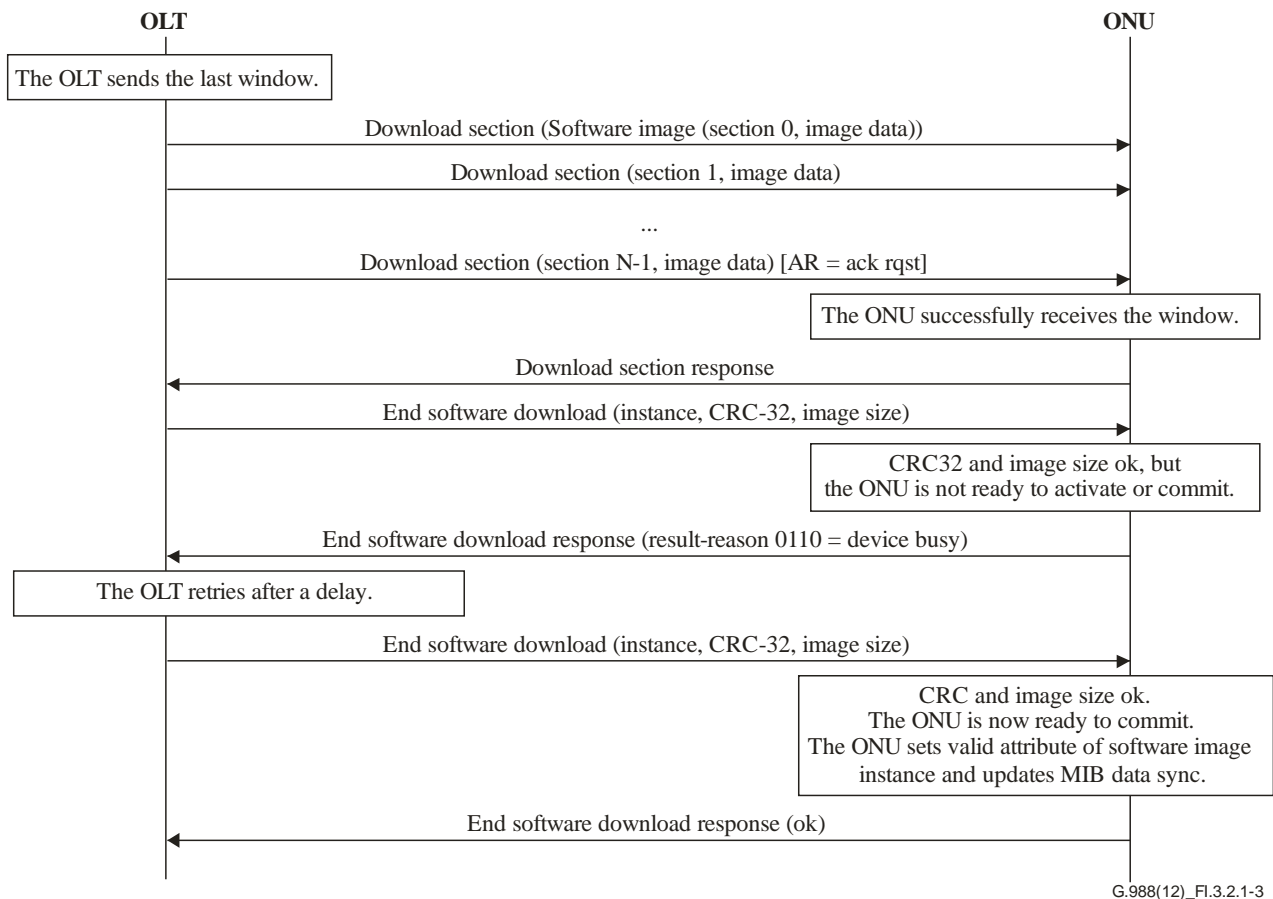 OLT
ONU
The OLT sends the last window.
Download section (Software image (section 0, image data))
Download section (section 1, image data)
...
Download section (section N-1, image data) [AR = ack rqst]
The ONU successfully receives the window.
Download section response
End software download (instance, CRC-32, image size)
CRC32 and image size ok, but
the ONU is not ready to activate or commit.
End software download response (result-reason 0110 = device busy)
The OLT retries after a delay.
End software download (instance, CRC-32, image size)
CRC and image size ok.
The ONU is now ready to commit.
The ONU sets valid attribute of software image
instance and updates MIB data sync.
End software download response (ok)
G.988(12)_FI.3.2.1-3